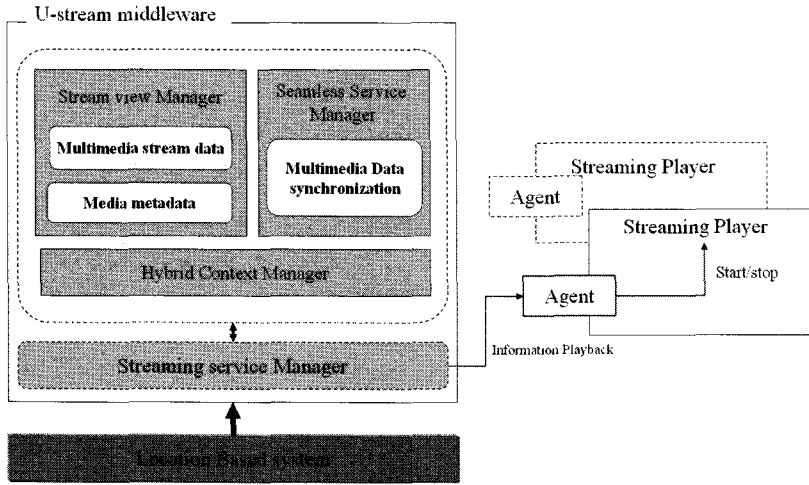 U-stream middleware
Stream view Manager
Multimedia stream data
Media metadata
Seamless Service
Manager
Multimedia Data
synchronization
Hybrid Context Manager
Streaming service Manager
Location Based system
Streaming Player
Agent
Streaming Player
Start/stop
Agent
Information Playback